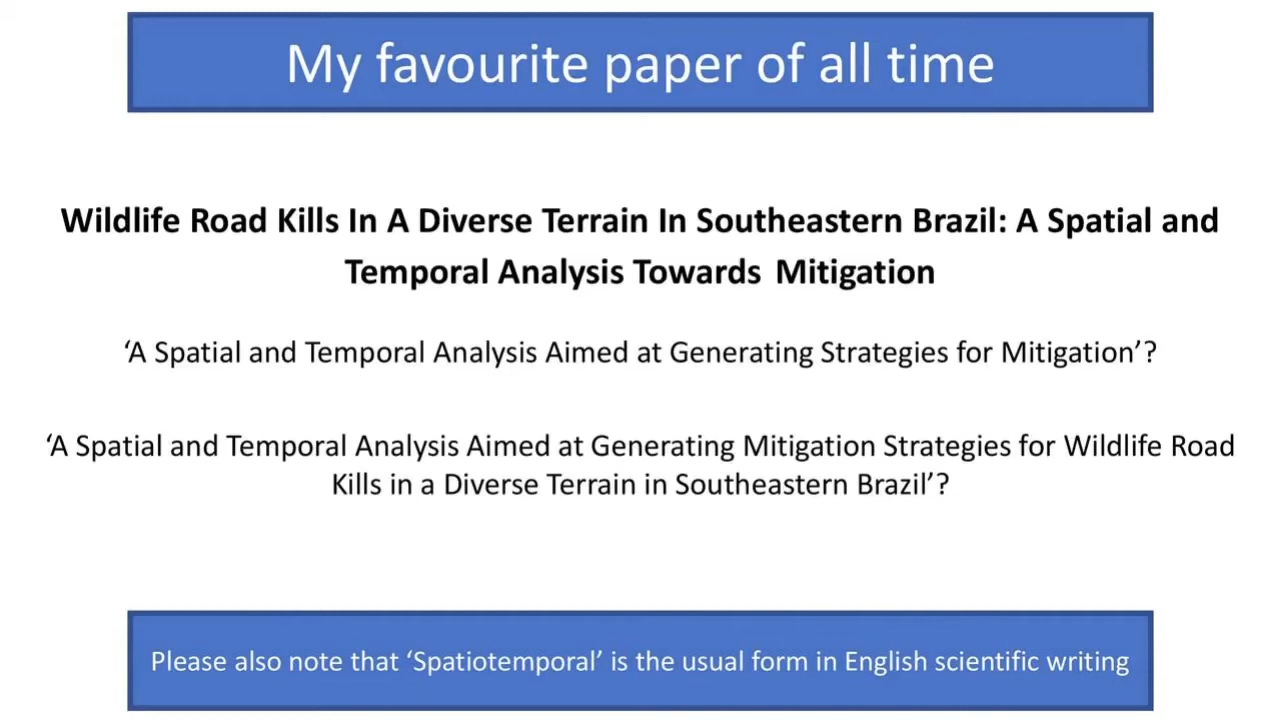 My favourite paper of all time
Wildlife Road Kills In A Diverse Terrain In Southeastern Brazil: A Spatial and
Temporal Analysis Towards Mitigation
‘A Spatial and Temporal Analysis Aimed at Generating Strategies for Mitigation’?
‘A Spatial and Temporal Analysis Aimed at Generating Mitigation Strategies for Wildlife Road
Kills in a Diverse Terrain in Southeastern Brazil’?
Please also note that ‘Spatiotemporal’ is the usual form in English scientific writing